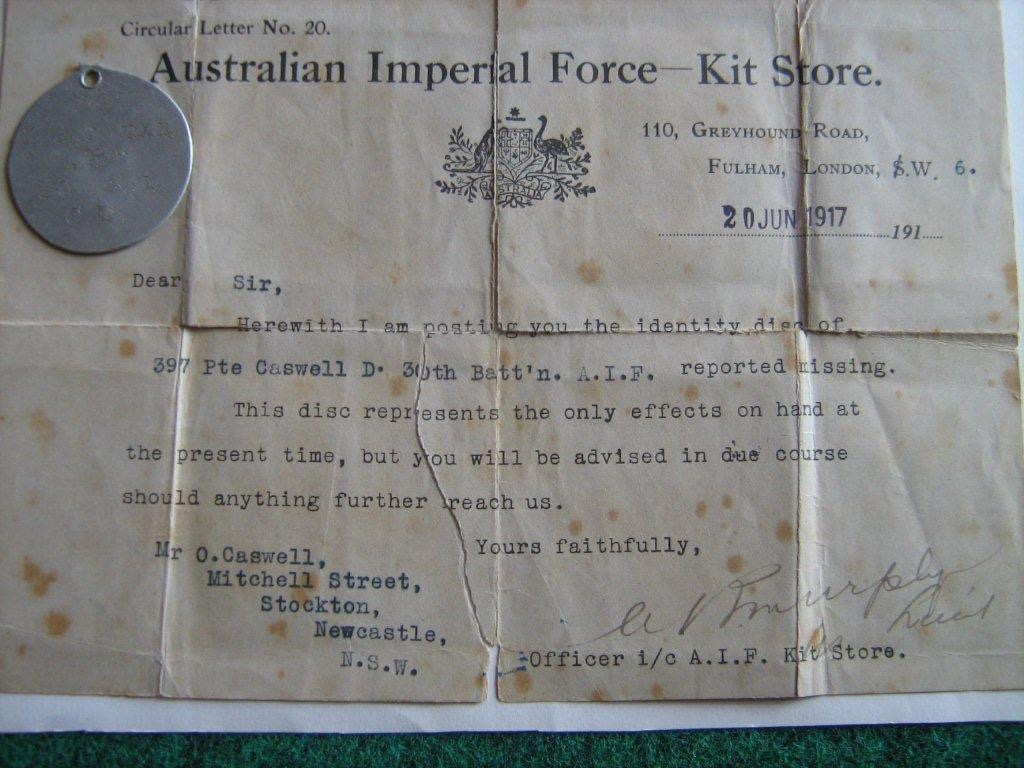 Circular Letter No. 20.
Australian Imperial Force—Kit Store.
110, Greyhound Road,
Fulham, London, S.W. 6.
20 JUN 1917 191......
AUSTRALIA
Dear Sir,
Herewith I am posting you the identity disc of
397 Pte Caswell D. 30th Batt'n. A.I.F. reported missing.
This disc represents the only effects on hand at
the present time, but you will be advised in due course
should anything further reach us.
Yours faithfully,
Mr O.Caswell,
Mitchell Street,
Stockton,
Newcastle,
N.S.W.
Murphy
Lieut
Officer i/c A.I.F. Kit Store.